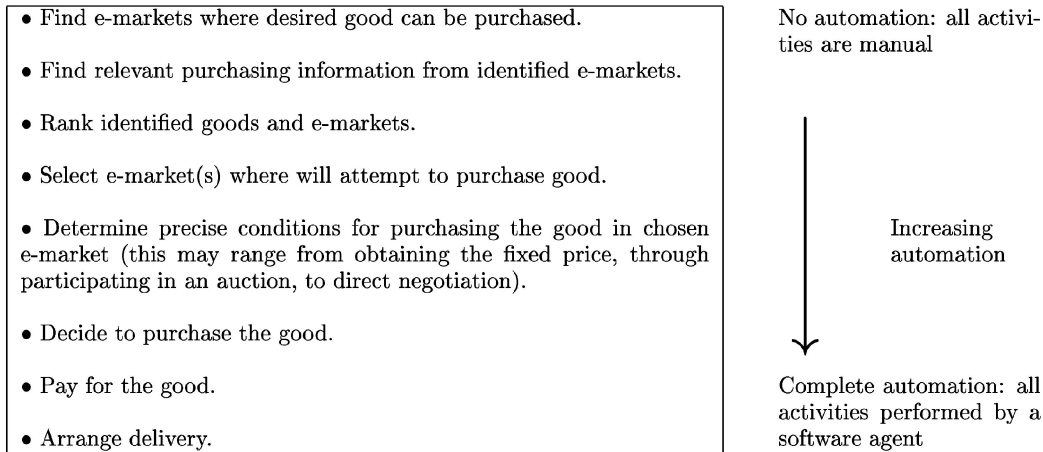 • Find e-markets where desired good can be purchased.
• Find relevant purchasing information from identified e-markets.
• Rank identified goods and e-markets.
• Select e-market(s) where will attempt to purchase good.
• Determine precise conditions for purchasing the good in chosen
e-market (this may range from obtaining the fixed price, through
participating in an auction, to direct negotiation).
• Decide to purchase the good.
• Pay for the good.
• Arrange delivery.
No automation: all activi-
ties are manual
Increasing
automation
Complete automation: all
activities performed by a
software agent